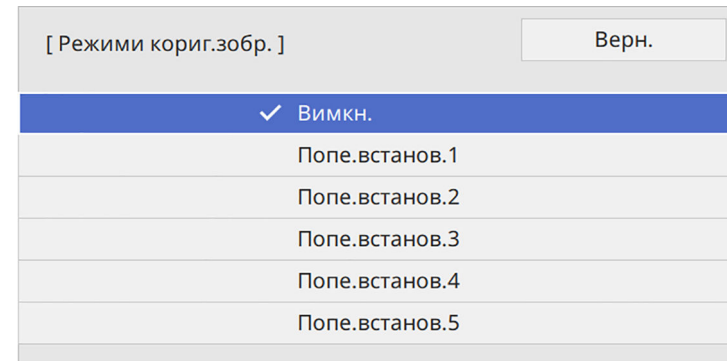 [ Режими кориг.зобр. ]
Верн.
Вимкн.
Попе.встанов.1
Попе.встанов.2
Попе.встанов.3
Попе.встанов.4
Попе.встанов.5